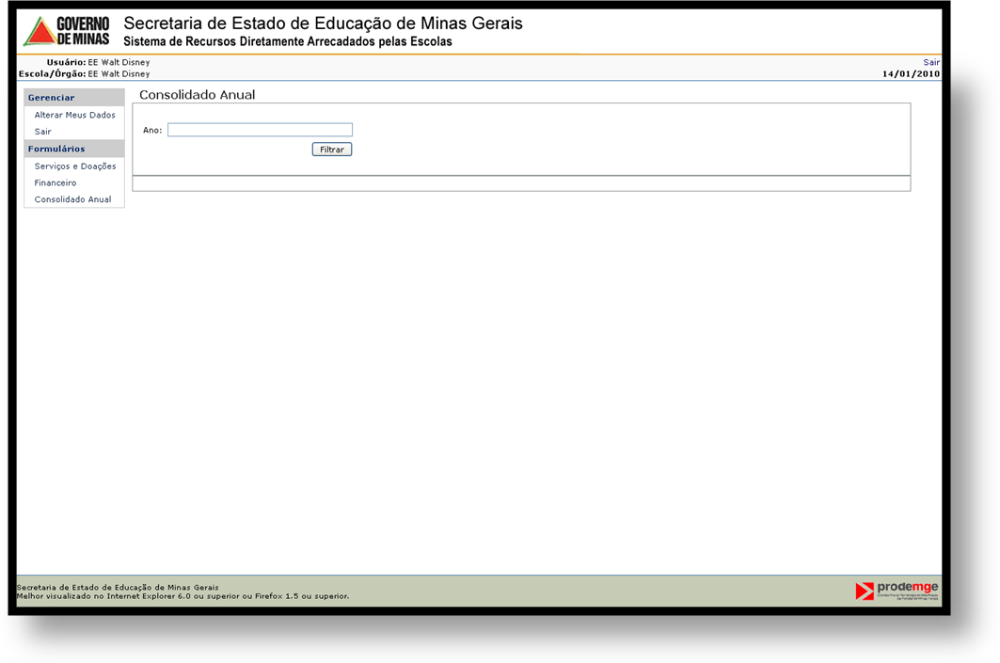 GOVERNO
DE MINAS
Secretaria de Estado de Educação de Minas Gerais
Sistema de Recursos Diretamente Arrecadados pelas Escolas
Usuário: EE Walt Disney
Sair
Escola/Órgão: EE Walt Disney
14/01/2010
Gerenciar
Alterar Meus Dados
Sair
Formulários
Serviços e Doações
Financeiro
Consolidado Anual
Consolidado Anual
Ano:
Filtrar
Secretaria de Estado de Educação de Minas Gerais
Melhor visualizado no Internet Explorer 6.0 ou superior ou Firefox 1.5 ou superior.
prodemge